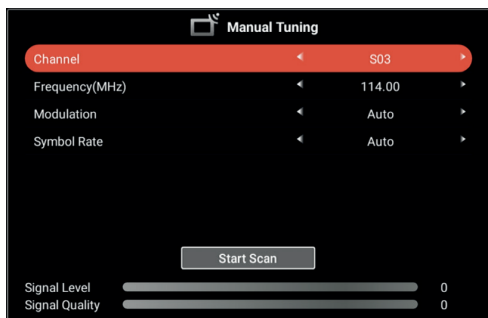 Manual Tuning
Channel S03
Frequency(MHz) 114.00
Modulation Auto
Symbol Rate Auto
Start Scan
Signal Level 0
Signal Quality 0